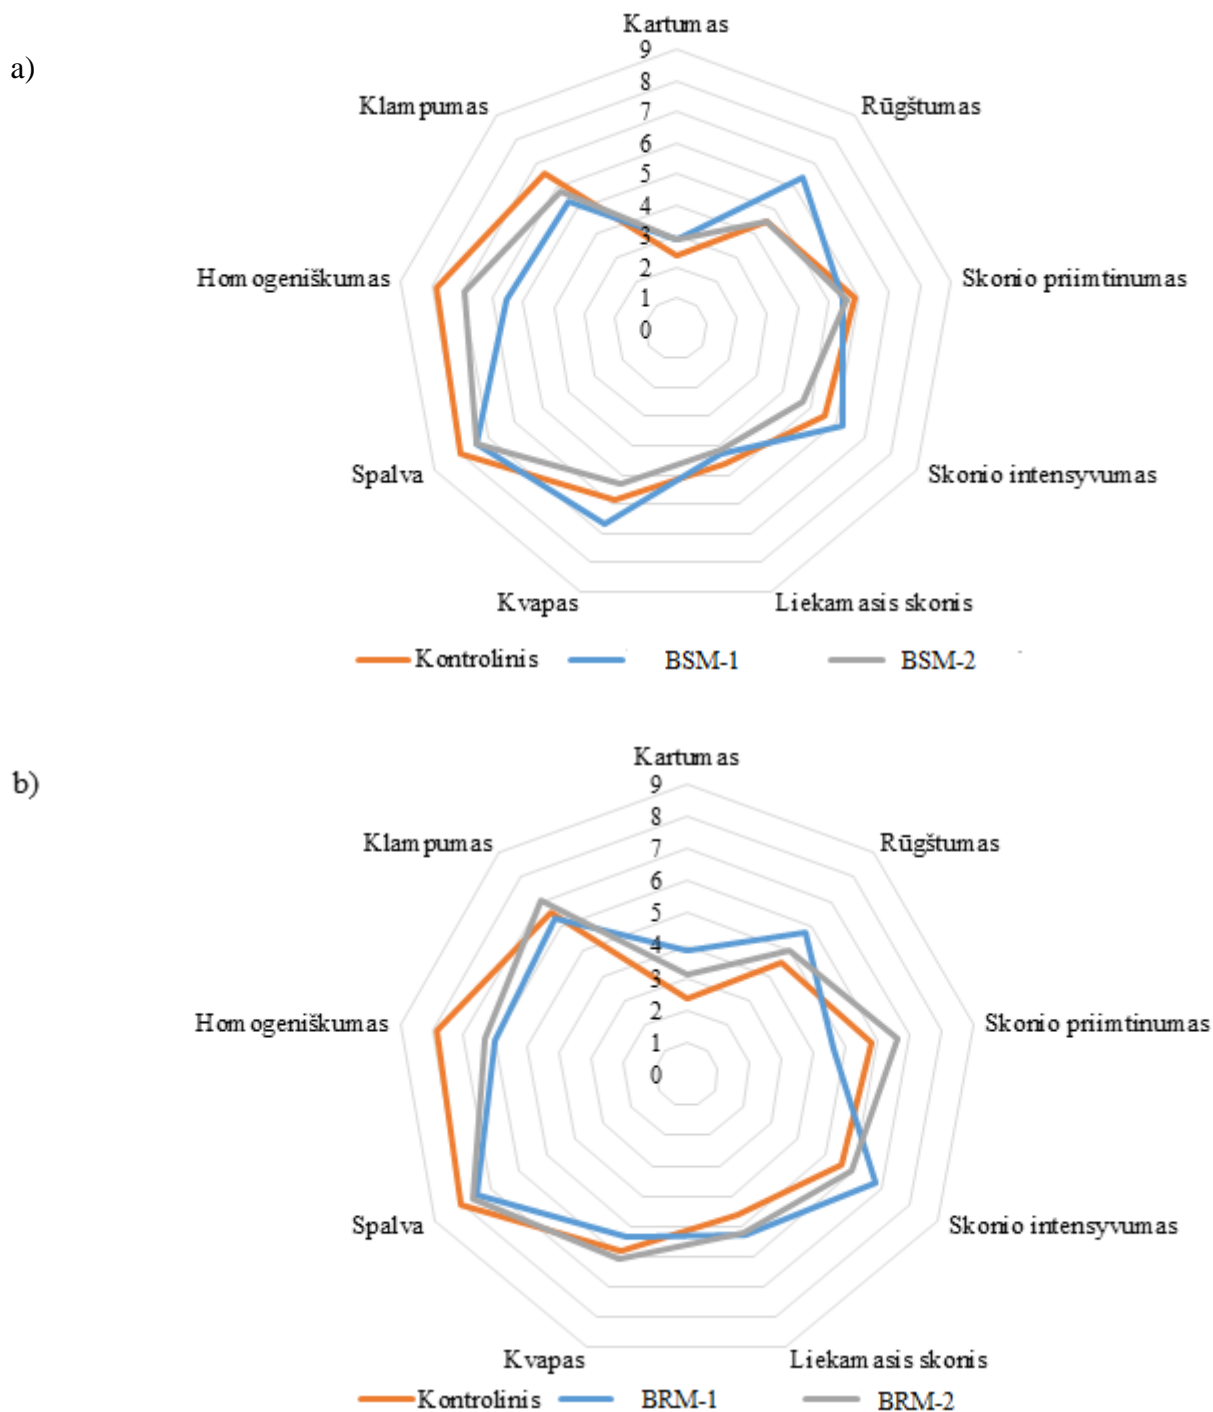 a)
Kartumas
9
8
7
6
5
4
3
2
1
0
Klampumas
Rūgštumas
Homogeniškumas
Skonio priimtinumas
Spalva
Skonio intensyvumas
Kvapas
Liekamasis skonis
Kontrolinis BSM-1 BSM-2
b)
Kartumas
9
8
7
6
5
4
3
2
1
0
Klampumas
Rūgštumas
Homogeniškumas
Skonio priimtinumas
Spalva
Skonio intensyvumas
Kvapas
Liekamasis skonis
Kontrolinis BRM-1 BRM-2